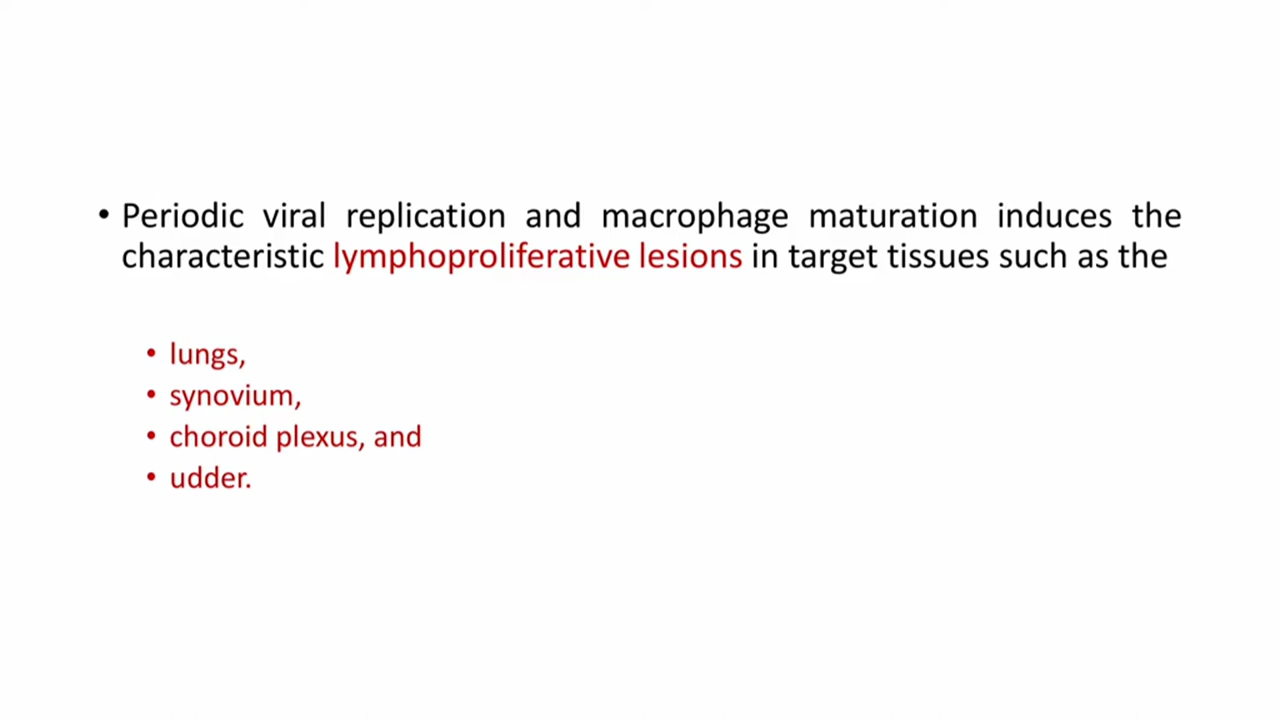 • Periodic viral replication and macrophage maturation induces the
characteristic lymphoproliferative lesions in target tissues such as the
• lungs,
• synovium,
• choroid plexus, and
• udder.